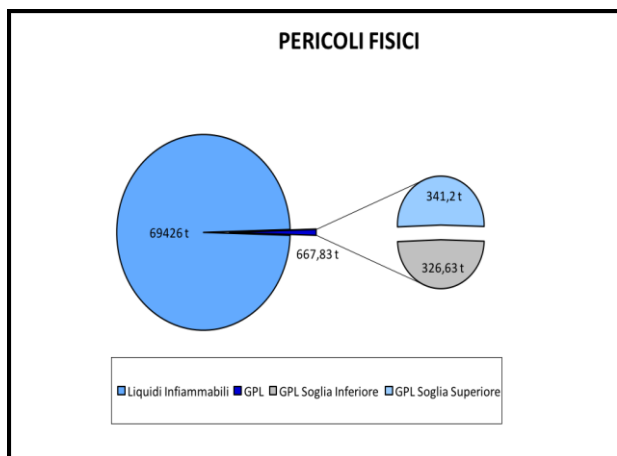 PERICOLI FISICI
341,2 t
69426 t
667,83 t
326,63 t
Liquidi Infiammabili GPL GPL Soglia Inferiore GPL Soglia Superiore